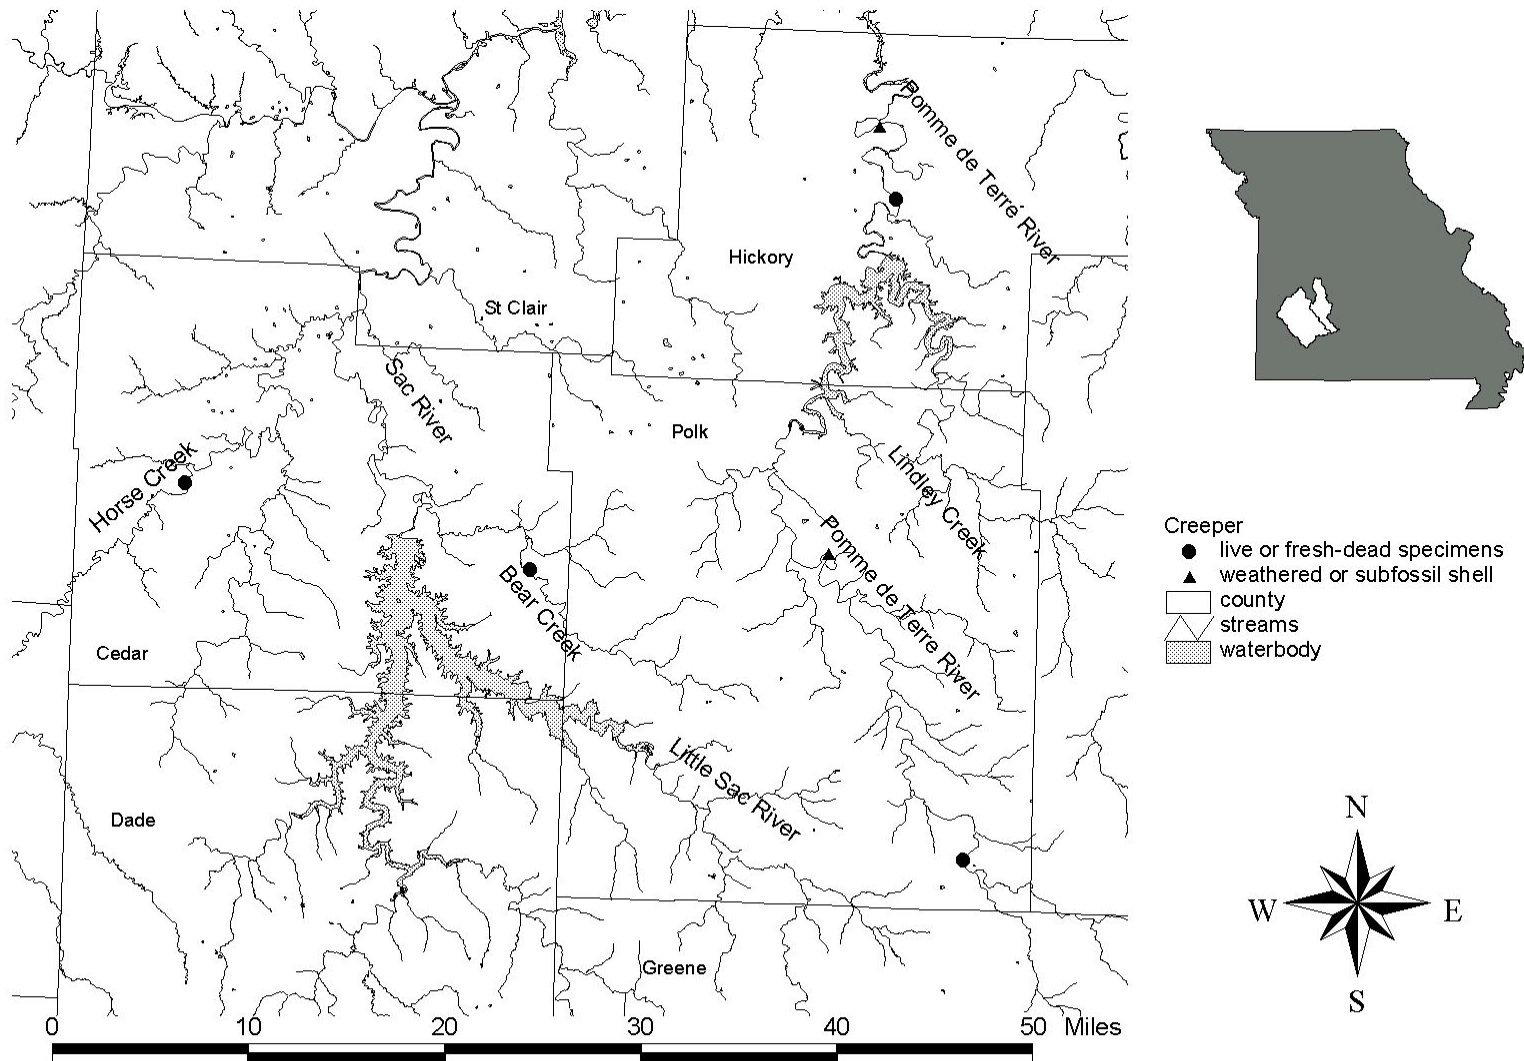 Pomme de Terre River
Hickory
St Clair
Sac River
Polk
Horse Creek
Lindley Creek
Pomme de Terre River
Bear Creek
Cedar
Little Sac River
Dade
Greene
0 10 20 30 40 50 Miles
Creeper
live or fresh-dead specimens
weathered or subfossil shell
county
streams
waterbody
N
W E
S